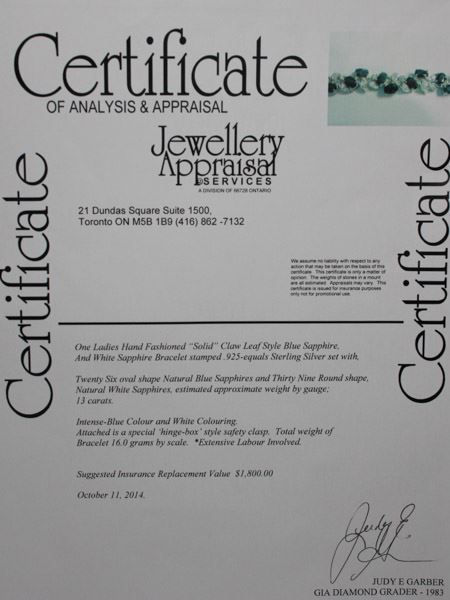 Certificate
OF ANALYSIS & APPRAISAL
Jewellery
Appraisal
SERVICES
A DIVISION OF 66728 ONTARIO
21 Dundas Square Suite 1500,
Toronto ON M5B 1B9 (416) 862 -7132
Certificate
Certificate
We assume no liability with respect to any
action that may be taken on the basis of this
certificate. This certificate is only a matter of
opinion. The weights of stones in a mount
are all estimated. Appraisals may vary. This
certificate is issued for insurance purposes
only not for promotional use.
One Ladies Hand Fashioned “Solid” Claw Leaf Style Blue Sapphire,
And White Sapphire Bracelet stamped .925-equals Sterling Silver set with,
Twenty Six oval shape Natural Blue Sapphires and Thirty Nine Round shape,
Natural White Sapphires, estimated approximate weight by gauge;
13 carats.
Intense-Blue Colour and White Colouring.
Attached is a special ‘hinge-box’ style safety clasp. Total weight of
Bracelet 16.0 grams by scale. *Extensive Labour Involved.
Suggested Insurance Replacement Value $1,800.00
October 11, 2014.
Judy E.
JUDY E GARBER
GIA DIAMOND GRADER - 1983